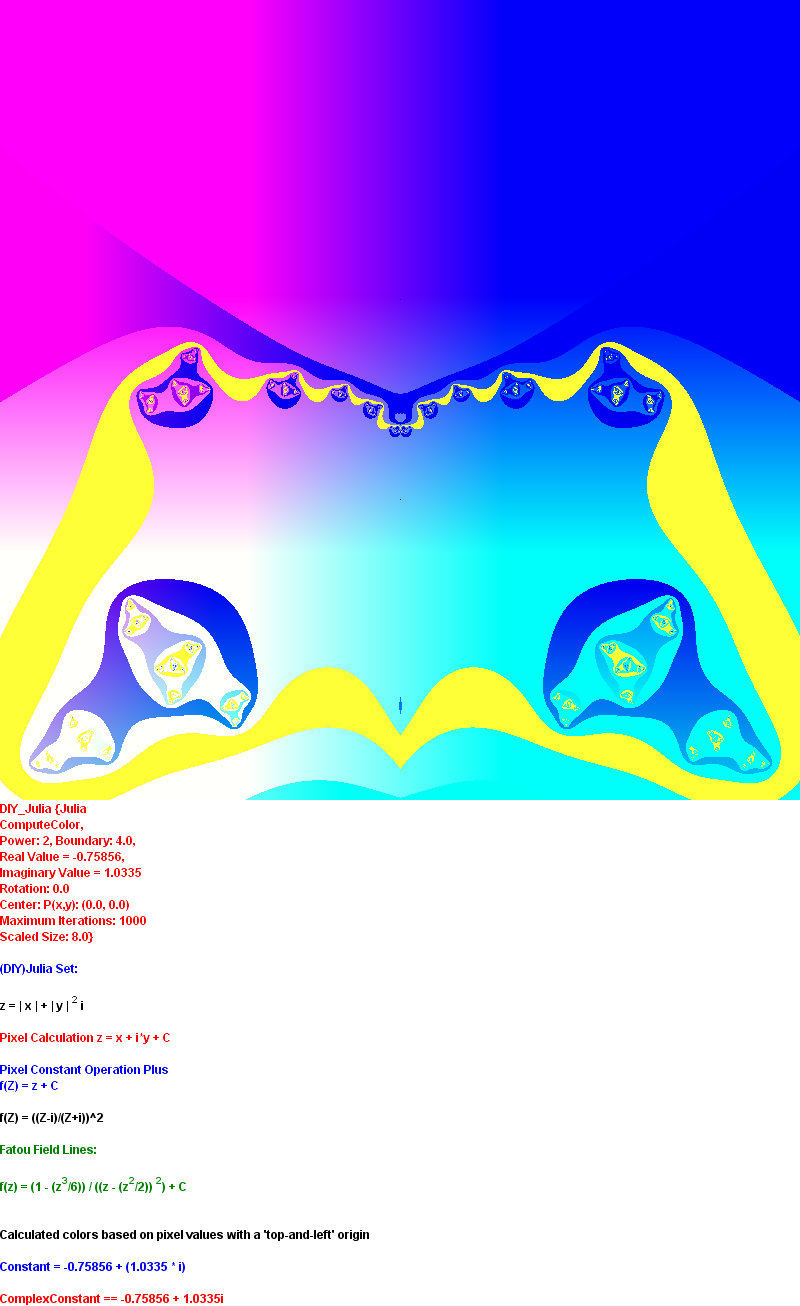 DIY_Julia {Julia
ComputeColor,
Power: 2, Boundary: 4.0,
Real Value = -0.75856,
Imaginary Value = 1.0335
Rotation: 0.0
Center: P(x,y): (0.0, 0.0)
Maximum Iterations: 1000
Scaled Size: 8.0}
(DIY)Julia Set:
z = | x | + | y | ² i
Pixel Calculation z = x + i*y + C
Pixel Constant Operation Plus
f(Z) = z + C
f(Z) = ((Z-i)/(Z+i))^2
Fatou Field Lines:
f(z) = (1 - (z³/6)) / ((z - (z²/2)) ²) + C
Calculated colors based on pixel values with a 'top-and-left' origin
Constant = -0.75856 + (1.0335 * i)
ComplexConstant == -0.75856 + 1.0335i